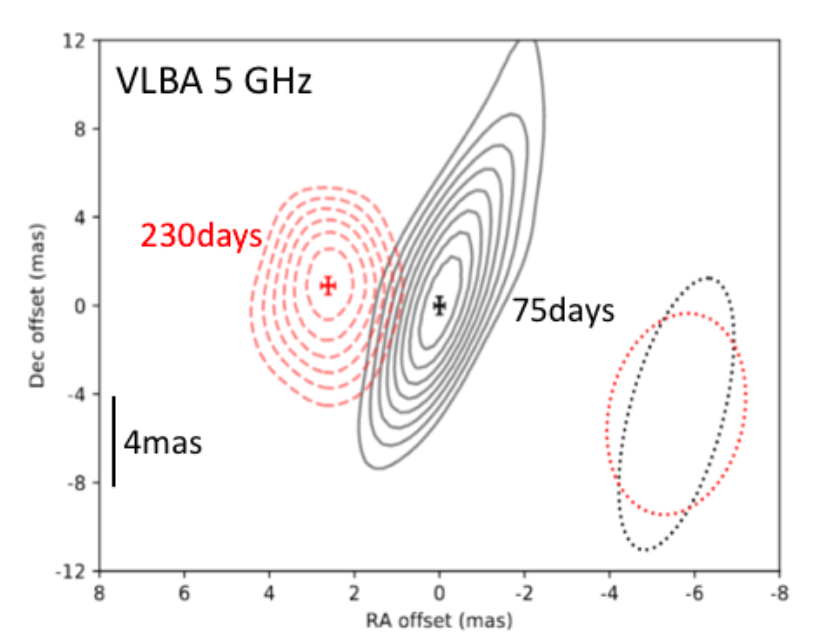 12
VLBA 5 GHz
8
4
230days
0
75days
-4
4mas
-8
-12
8 6 4 2 0 -2 -4 -6 -8
Dec offset (mas)
RA offset (mas)